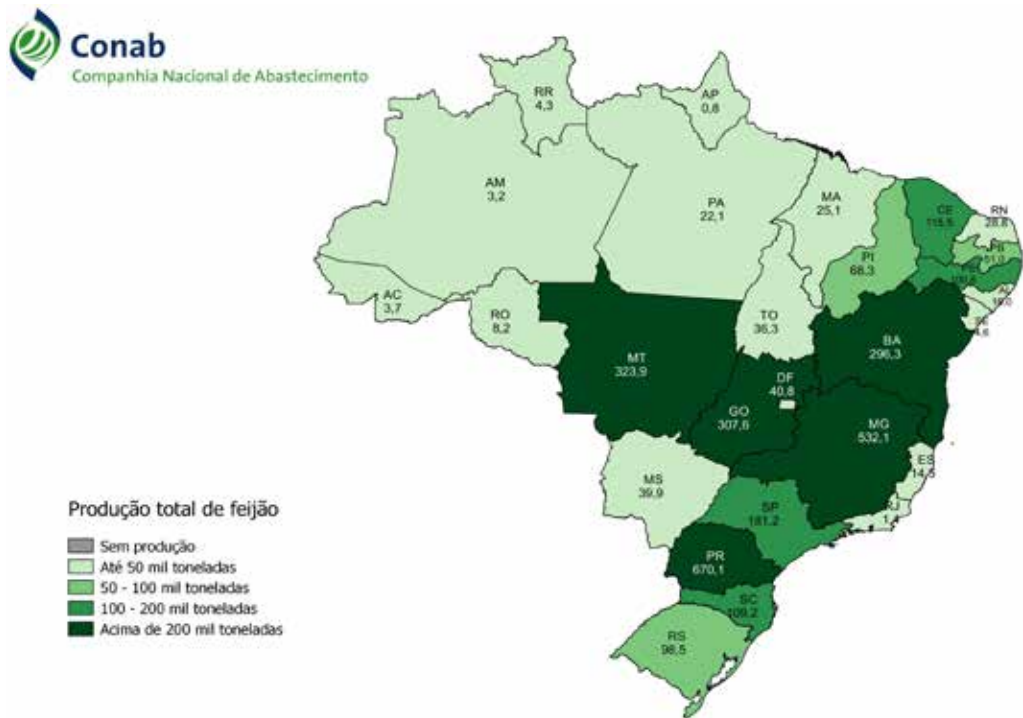 Conab
Companhia Nacional de Abastecimento
RR
4,3
AP
0,8
AM
3,2
PA
22,1
MA
25,1
CE
RN
28,8
PI
68,3
51,0
AC
3,7
RO
8,2
TO
36,3
MT
323,9
BA
296,3
DF
40,8
GO
307,6
MG
532,1
ES
14,5
MS
39,9
SP
181,2
RJ
PR
670,1
SC
109,2
RS
98,5
Produção total de feijão
Sem produção
Até 50 mil toneladas
50 - 100 mil toneladas
100 - 200 mil toneladas
Acima de 200 mil toneladas